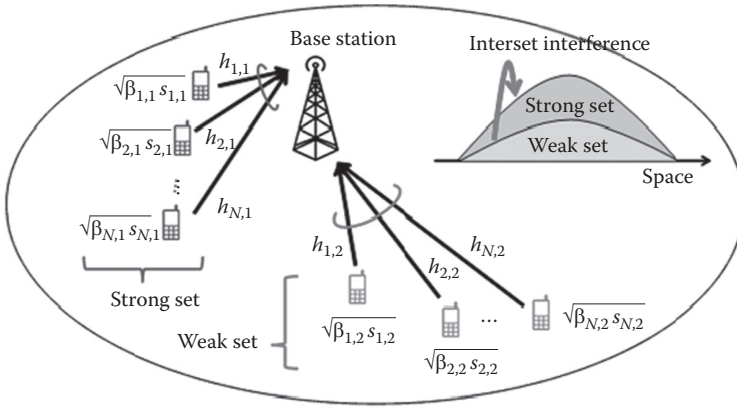 Base station
Interset interference
h1,1
√β1,1 s1,1
Strong set
√β2,1 s2,1
h2,1
Weak set
Space
⋮
√βN,1 sN,1
hN,1
Strong set
h1,2
h2,2
hN,2
Weak set
√β1,2 s1,2
...
√βN,2 sN,2
√β2,2 s2,2